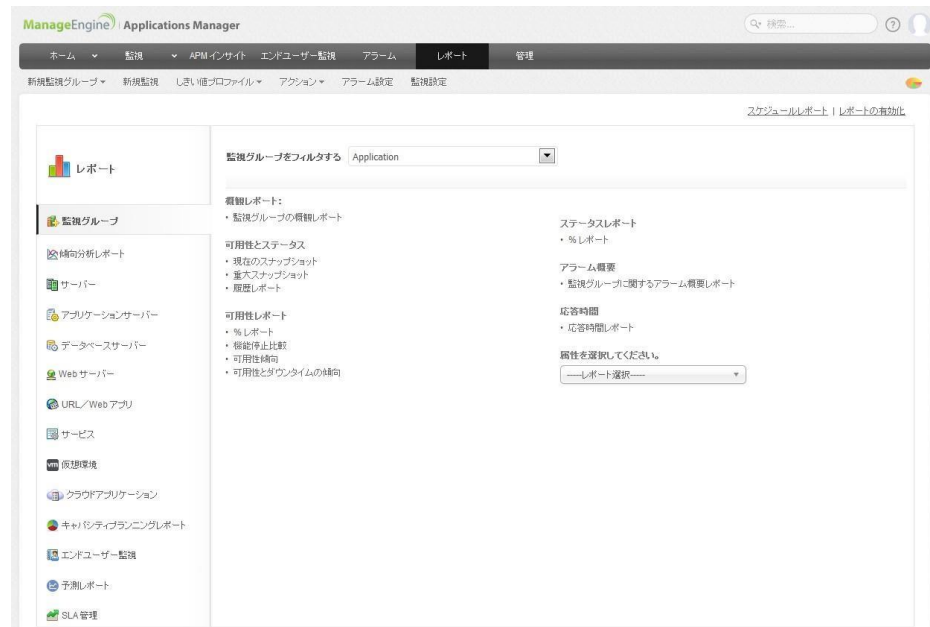 ManageEngine Applications Manager
検索...
?
ホーム 監視 APM インサイト エンドユーザー監視 アラーム レポート 管理
新規監視グループ 新規監視 しきい値プロファイル アクション アラーム設定 監視設定
スケジュールレポート | レポートの有効化
レポート
監視グループ
傾向分析レポート
サーバー
アプリケーションサーバー
データベースサーバー
Web サーバー
URL／Web アプリ
サービス
vm 仮想環境
クラウドアプリケーション
キャパシティプランニングレポート
エンドユーザー監視
予測レポート
SLA 管理
監視グループをフィルタする Application
概観レポート:
・監視グループの概観レポート
可用性とステータス
・現在のスナップショット
・重大スナップショット
・履歴レポート
可用性レポート
・% レポート
・機能停止比較
・可用性傾向
・可用性とダウンタイムの傾向
ステータスレポート
・% レポート
アラーム概要
・監視グループに関するアラーム概要レポート
応答時間
・応答時間レポート
属性を選択してください。
-----レポート選択-----